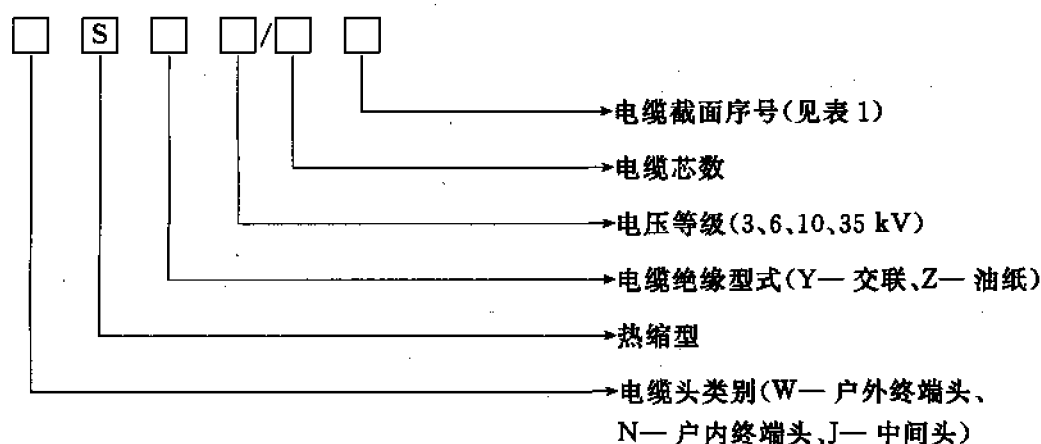 □ S □ □/□ □
电缆截面序号(见表 1)
电缆芯数
电压等级(3、6、10、35 kV)
电缆绝缘型式(Y— 交联、Z— 油纸)
热缩型
电缆头类别(W— 户外终端头、
N— 户内终端头、J— 中间头)